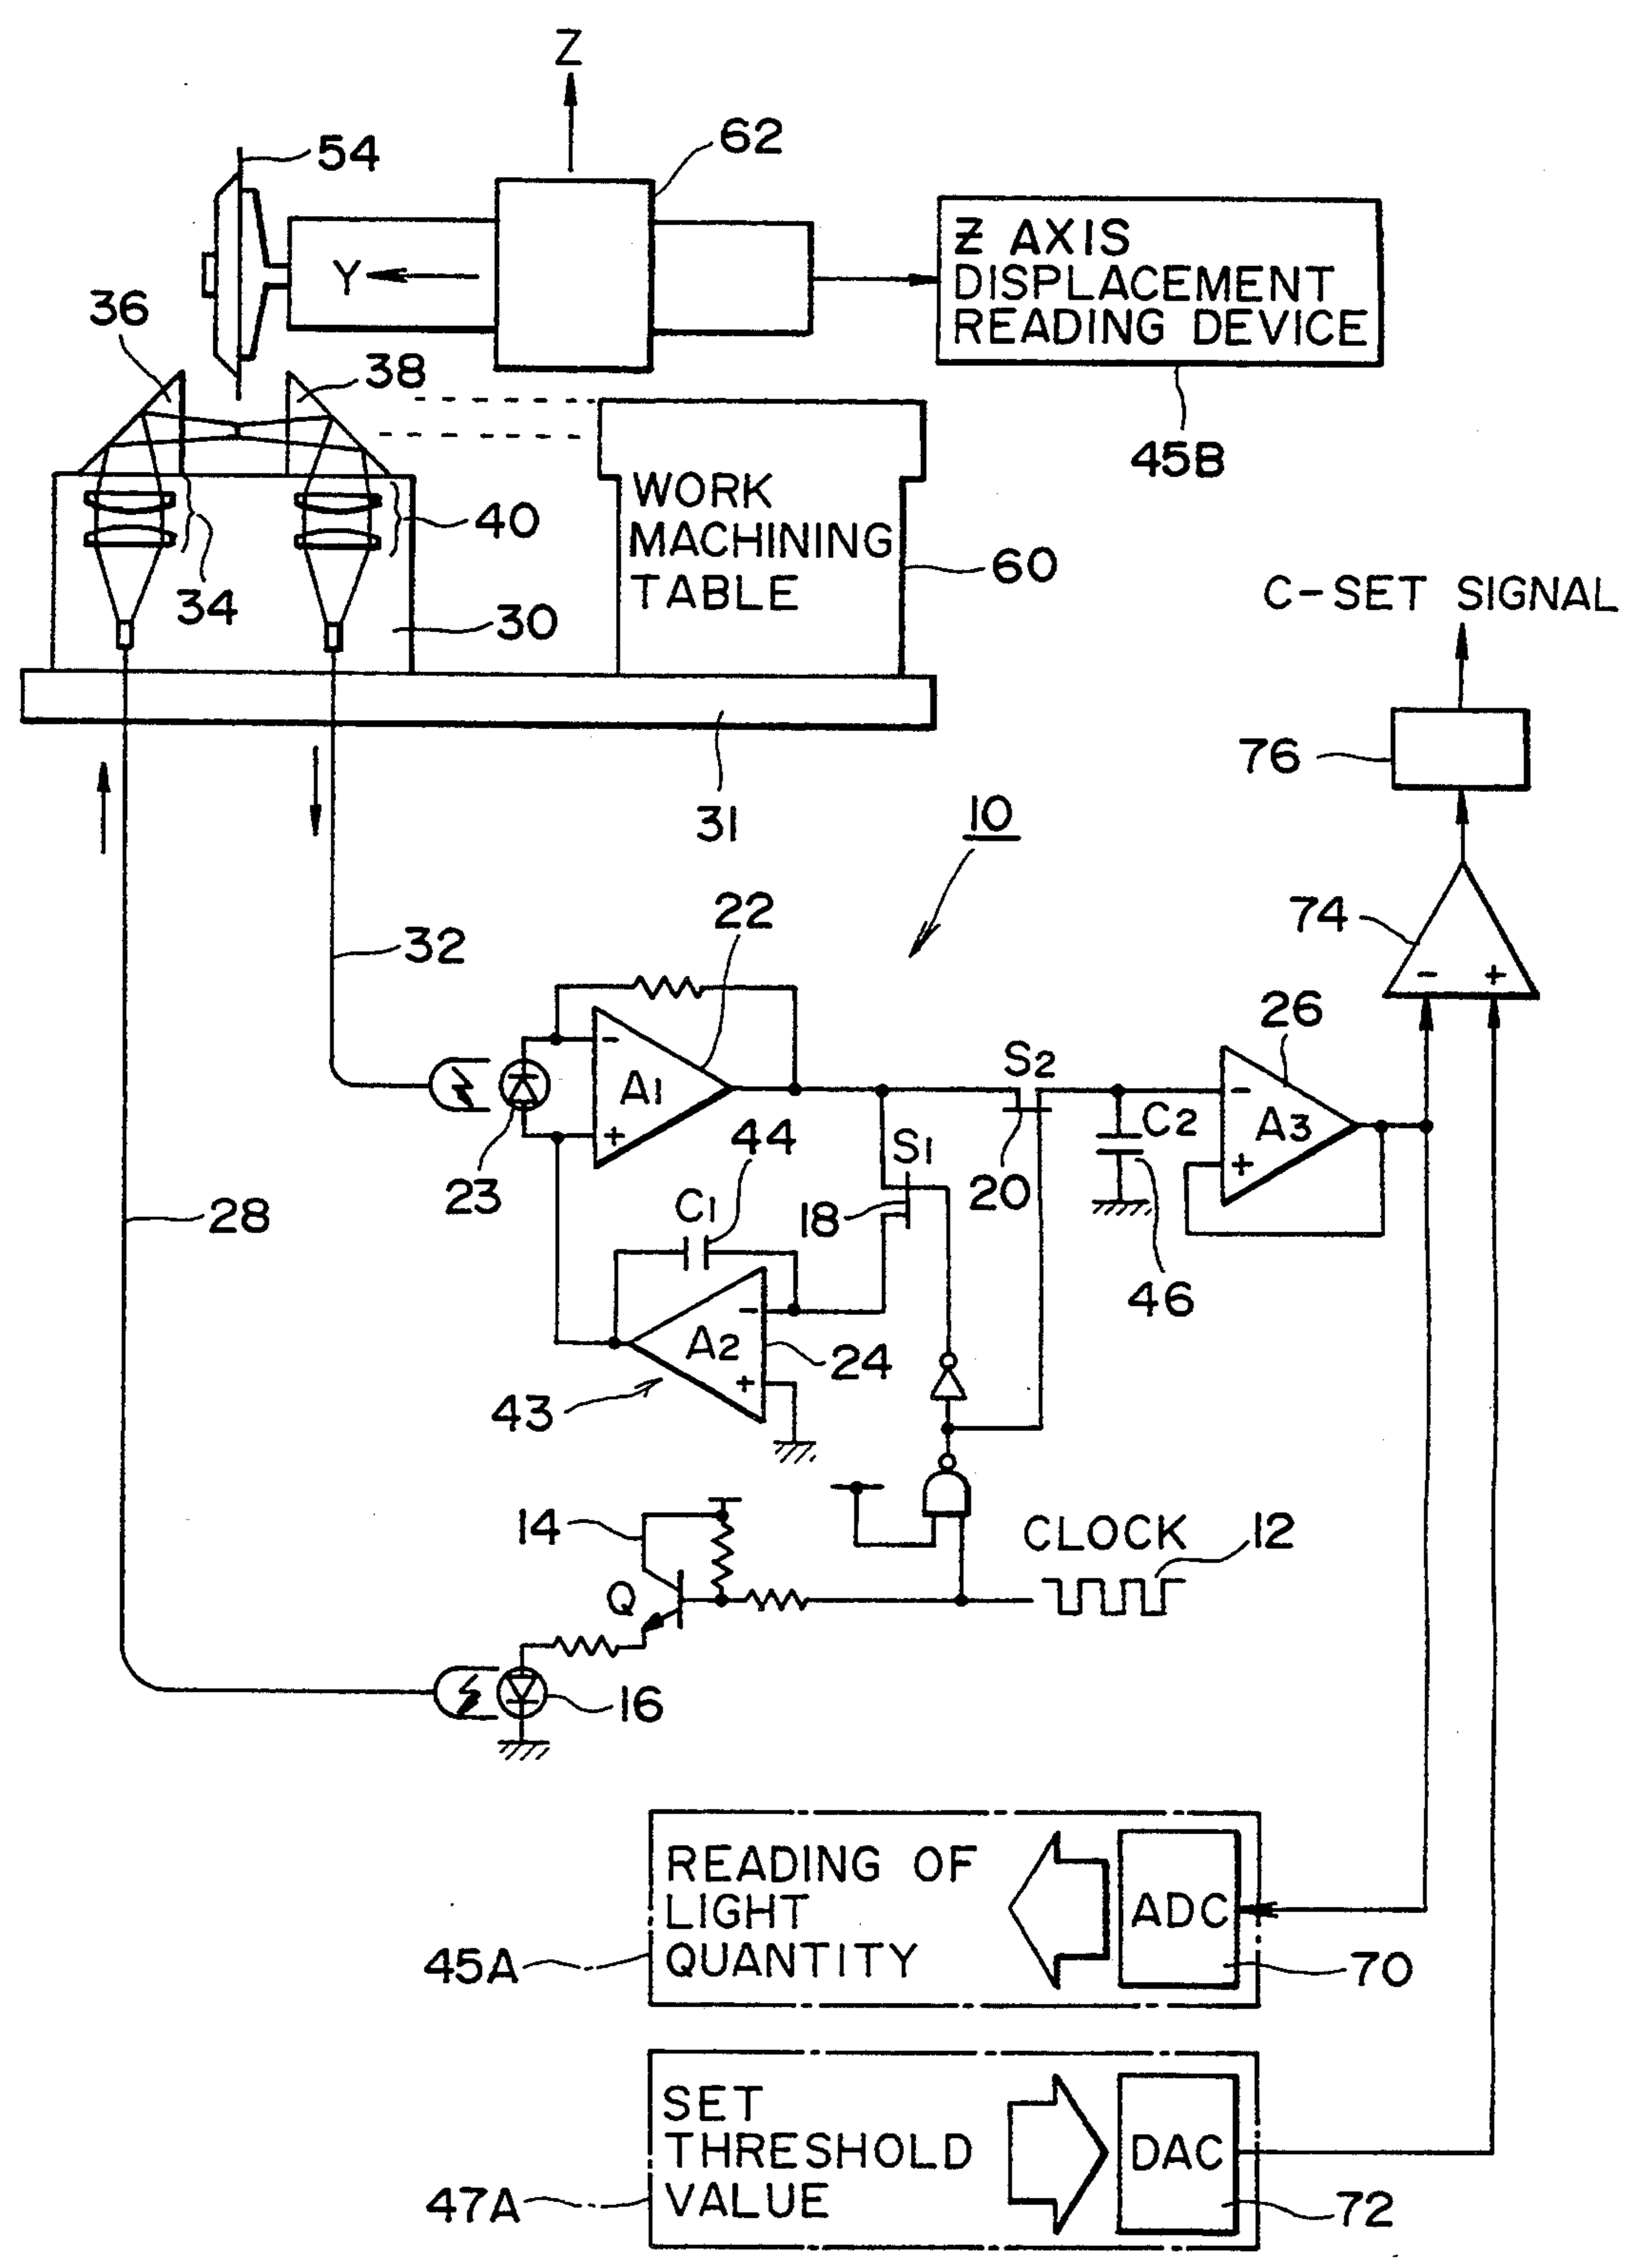 Z
54
62
Z AXIS
DISPLACEMENT
READING DEVICE
Y
36
38
45B
WORK
MACHINING
TABLE
40
34
60
30
C-SET SIGNAL
31
76
10
74
22
32
- +
26
-
A1
+
S2
-
A3
+
C2
44
S1
23
20
18
28
C1
46
-
A2
+
24
43
14
CLOCK
12
Q
16
READING OF
LIGHT
QUANTITY
ADC
45A
70
SET
THRESHOLD
VALUE
DAC
47A
72